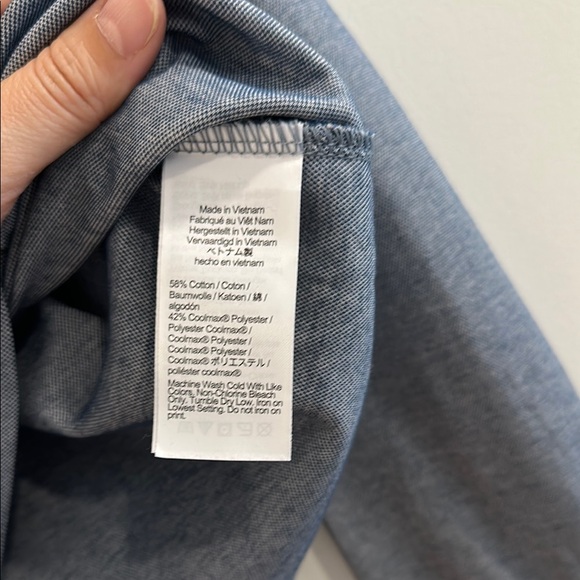 Made in Vietnam
Fabriqué au Viêt Nam
Hergestellt in Vietnam
Vervaardigd in Vietnam
ベトナム製
hecho en vietnam
58% Cotton / Coton /
Baumwolle / Katoen / 綿 /
algodón
42% Coolmax® Polyester /
Polyester Coolmax® /
Coolmax® Polyester /
Coolmax® Polyester /
Coolmax® ポリエステル /
poliéster coolmax®
Machine Wash Cold With Like
Colors, Non-Chlorine Bleach
Only. Tumble Dry Low. Iron on
Lowest Setting. Do not iron on
print.